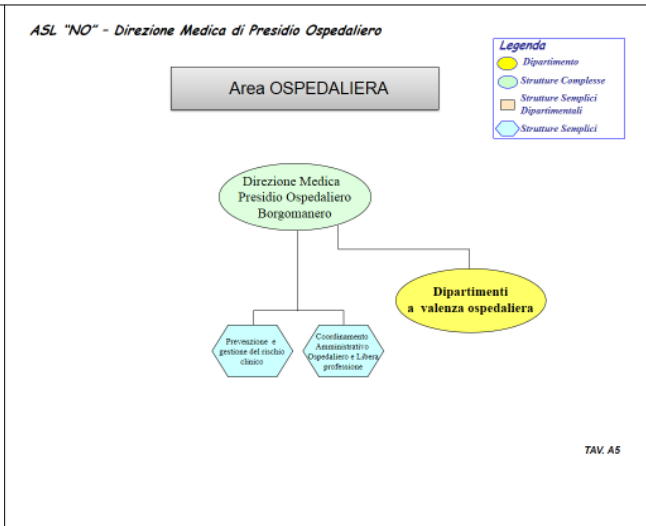 ASL "NO" - Direzione Medica di Presidio Ospedaliero
Legenda
Dipartimento
Strutture Complesse
Strutture Semplici
Dipartimentali
Strutture Semplici
Area OSPEDALIERA
Direzione Medica
Presidio Ospedaliero
Borgomanero
Dipartimenti
a valenza ospedaliera
Prevenzione e
gestione del rischio
clinico
Coordinamento
Amministrativo
Ospedaliero e Libera
professione
TAV. A5